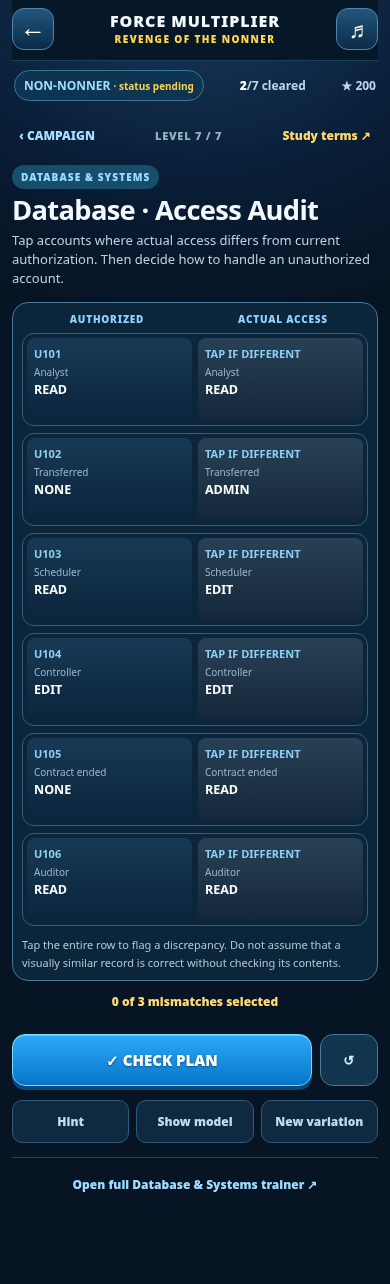 ←
FORCE MULTIPLIER
REVENGE OF THE NONNER
♬
NON-NONNER · status pending
2/7 cleared
★ 200
‹ CAMPAIGN
LEVEL 7 / 7
Study terms ↗
DATABASE & SYSTEMS
Database · Access Audit
Tap accounts where actual access differs from current
authorization. Then decide how to handle an unauthorized
account.
AUTHORIZED
ACTUAL ACCESS
U101
Analyst
READ
TAP IF DIFFERENT
Analyst
READ
U102
Transferred
NONE
TAP IF DIFFERENT
Transferred
ADMIN
U103
Scheduler
READ
TAP IF DIFFERENT
Scheduler
EDIT
U104
Controller
EDIT
TAP IF DIFFERENT
Controller
EDIT
U105
Contract ended
NONE
TAP IF DIFFERENT
Contract ended
READ
U106
Auditor
READ
TAP IF DIFFERENT
Auditor
READ
Tap the entire row to flag a discrepancy. Do not assume that a
visually similar record is correct without checking its contents.
0 of 3 mismatches selected
✓ CHECK PLAN
↺
Hint
Show model
New variation
Open full Database & Systems trainer ↗